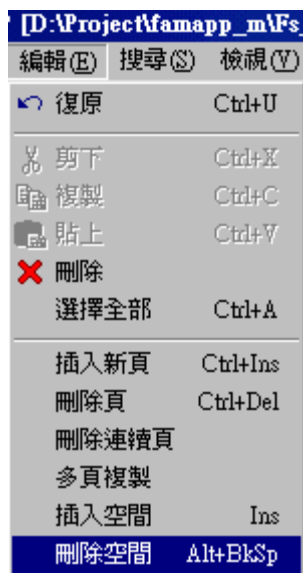 [D:\Project\famapp_m\Fs_
編輯(E) 搜尋(S) 檢視(V)
復原 Ctrl+U
剪下 Ctrl+X
複製 Ctrl+C
貼上 Ctrl+V
刪除
選擇全部 Ctrl+A
插入新頁 Ctrl+Ins
刪除頁 Ctrl+Del
刪除連續頁
多頁複製
插入空間 Ins
刪除空間 Alt+BkSp